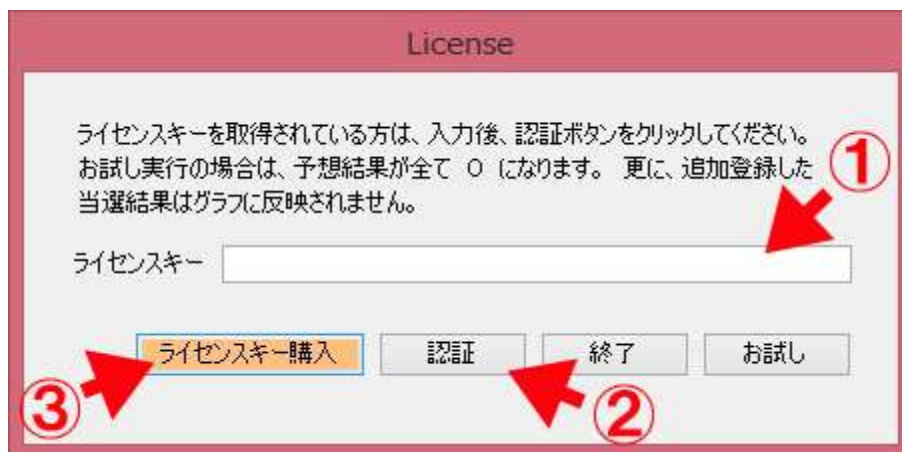 License
ライセンスキーを取得されている方は、入力後、認証ボタンをクリックしてください。
お試し実行の場合は、予想結果が全て 0 になります。 更に、追加登録した
当選結果はグラフに反映されません。
①
ライセンスキー
ライセンスキー購入 認証 終了 お試し
③ ②